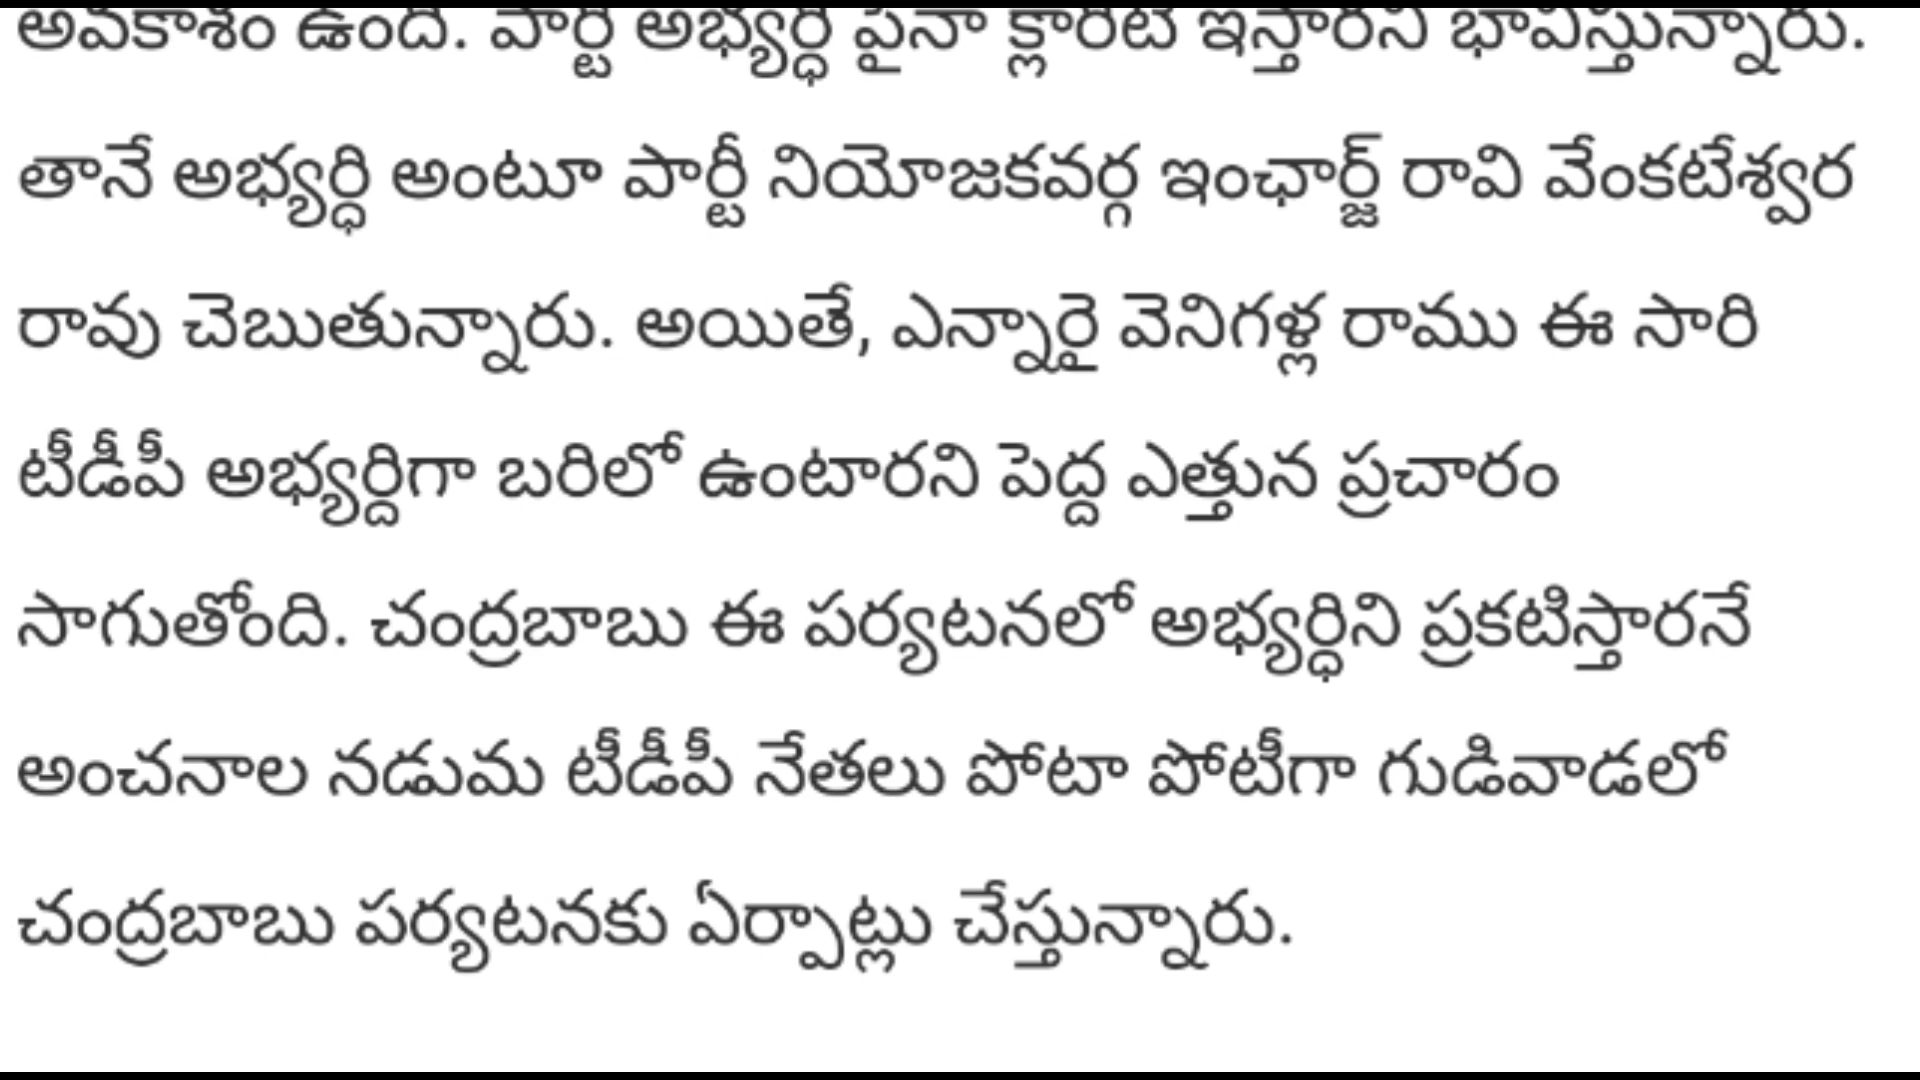 అవకాశం ఉంది. పార్టీ అభ్యర్ధి పైనా క్లారిటీ ఇస్తారని భావిస్తున్నారు.
తానే అభ్యర్ధి అంటూ పార్టీ నియోజకవర్గ ఇంఛార్జ్ రావి వేంకటేశ్వర
రావు చెబుతున్నారు. అయితే, ఎన్నారై వెనిగళ్ల రాము ఈ సారి
టీడీపీ అభ్యర్దిగా బరిలో ఉంటారని పెద్ద ఎత్తున ప్రచారం
సాగుతోంది. చంద్రబాబు ఈ పర్యటనలో అభ్యర్ధిని ప్రకటిస్తారనే
అంచనాల నడుమ టీడీపీ నేతలు పోటా పోటీగా గుడివాడలో
చంద్రబాబు పర్యటనకు ఏర్పాట్లు చేస్తున్నారు.